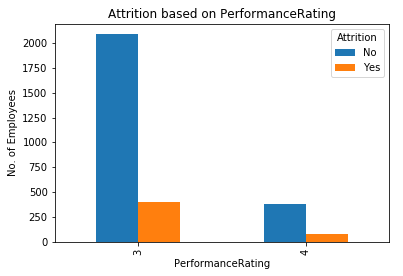 Attrition based on PerformanceRating
Attrition
No
Yes
No. of Employees
2000
1750
1500
1250
1000
750
500
250
0
3
4
PerformanceRating